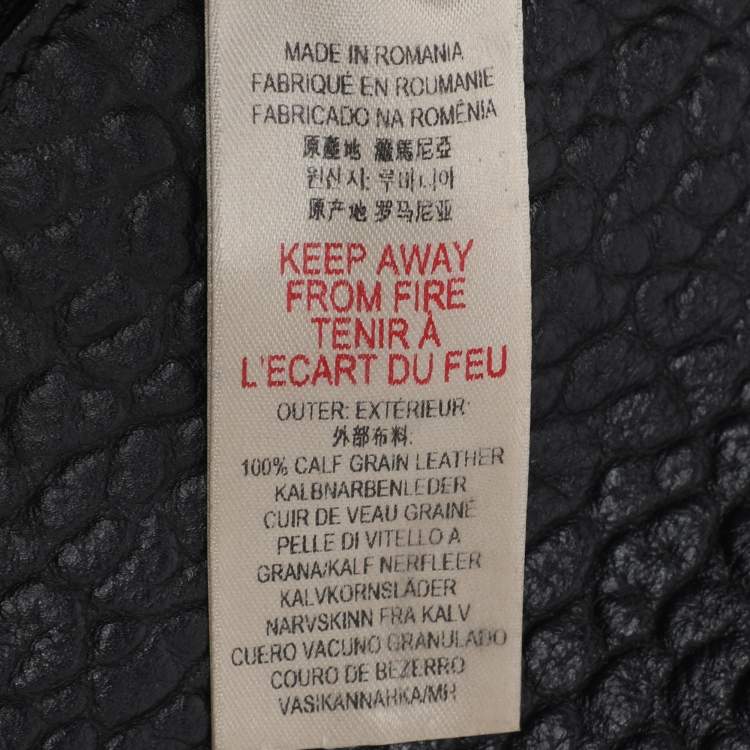 MADE IN ROMANIA
FABRIQUÉ EN ROUMANIE
FABRICADO NA ROMÉNIA
原產地 羅馬尼亞
원산지: 루마니아
原产地 罗马尼亚
KEEP AWAY
FROM FIRE
TENIR À
L'ECART DU FEU
OUTER: EXTÉRIEUR:
外部布料:
100% CALF GRAIN LEATHER
KALBNARBENLEDER
CUIR DE VEAU GRAINÉ
PELLE DI VITELLO A
GRANA/KALF NERFLEER
KALVKORNSLÄDER
NARVSKINN FRA KALV
CUERO VACUNO GRANULADO
COURO DE BEZERRO
VASIKANNAHKA/MH